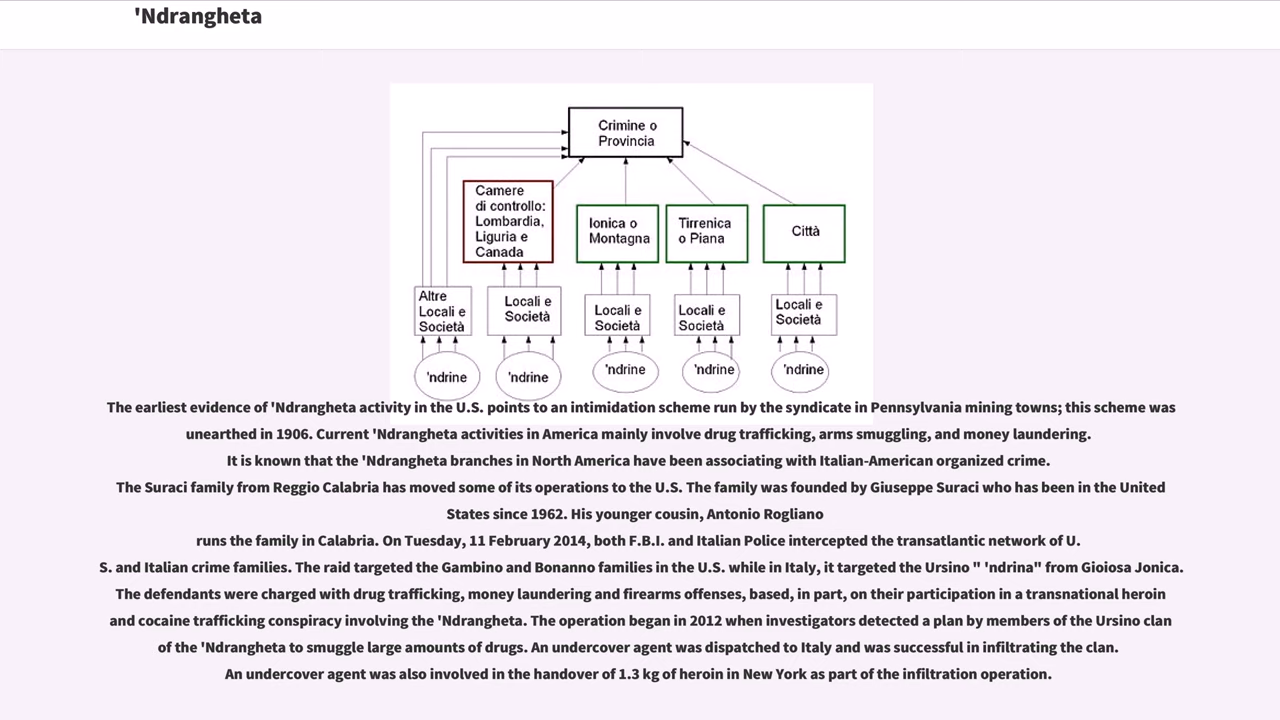 'Ndrangheta
Crimine o
Provincia
Camere
di controllo:
Lombardia,
Liguria e
Canada
Ionica o
Montagna
Tirrenica
o Piana
Città
Altre
Locali e
Società
Locali e
Società
Locali e
Società
Locali e
Società
Locali e
Società
'ndrine
'ndrine
'ndrine
'ndrine
'ndrine
The earliest evidence of 'Ndrangheta activity in the U.S. points to an intimidation scheme run by the syndicate in Pennsylvania mining towns; this scheme was
unearthed in 1906. Current 'Ndrangheta activities in America mainly involve drug trafficking, arms smuggling, and money laundering.
It is known that the 'Ndrangheta branches in North America have been associating with Italian-American organized crime.
The Suraci family from Reggio Calabria has moved some of its operations to the U.S. The family was founded by Giuseppe Suraci who has been in the United
States since 1962. His younger cousin, Antonio Rogliano
runs the family in Calabria. On Tuesday, 11 February 2014, both F.B.I. and Italian Police intercepted the transatlantic network of U.
S. and Italian crime families. The raid targeted the Gambino and Bonanno families in the U.S. while in Italy, it targeted the Ursino " 'ndrina" from Gioiosa Jonica.
The defendants were charged with drug trafficking, money laundering and firearms offenses, based, in part, on their participation in a transnational heroin
and cocaine trafficking conspiracy involving the 'Ndrangheta. The operation began in 2012 when investigators detected a plan by members of the Ursino clan
of the 'Ndrangheta to smuggle large amounts of drugs. An undercover agent was dispatched to Italy and was successful in infiltrating the clan.
An undercover agent was also involved in the handover of 1.3 kg of heroin in New York as part of the infiltration operation.